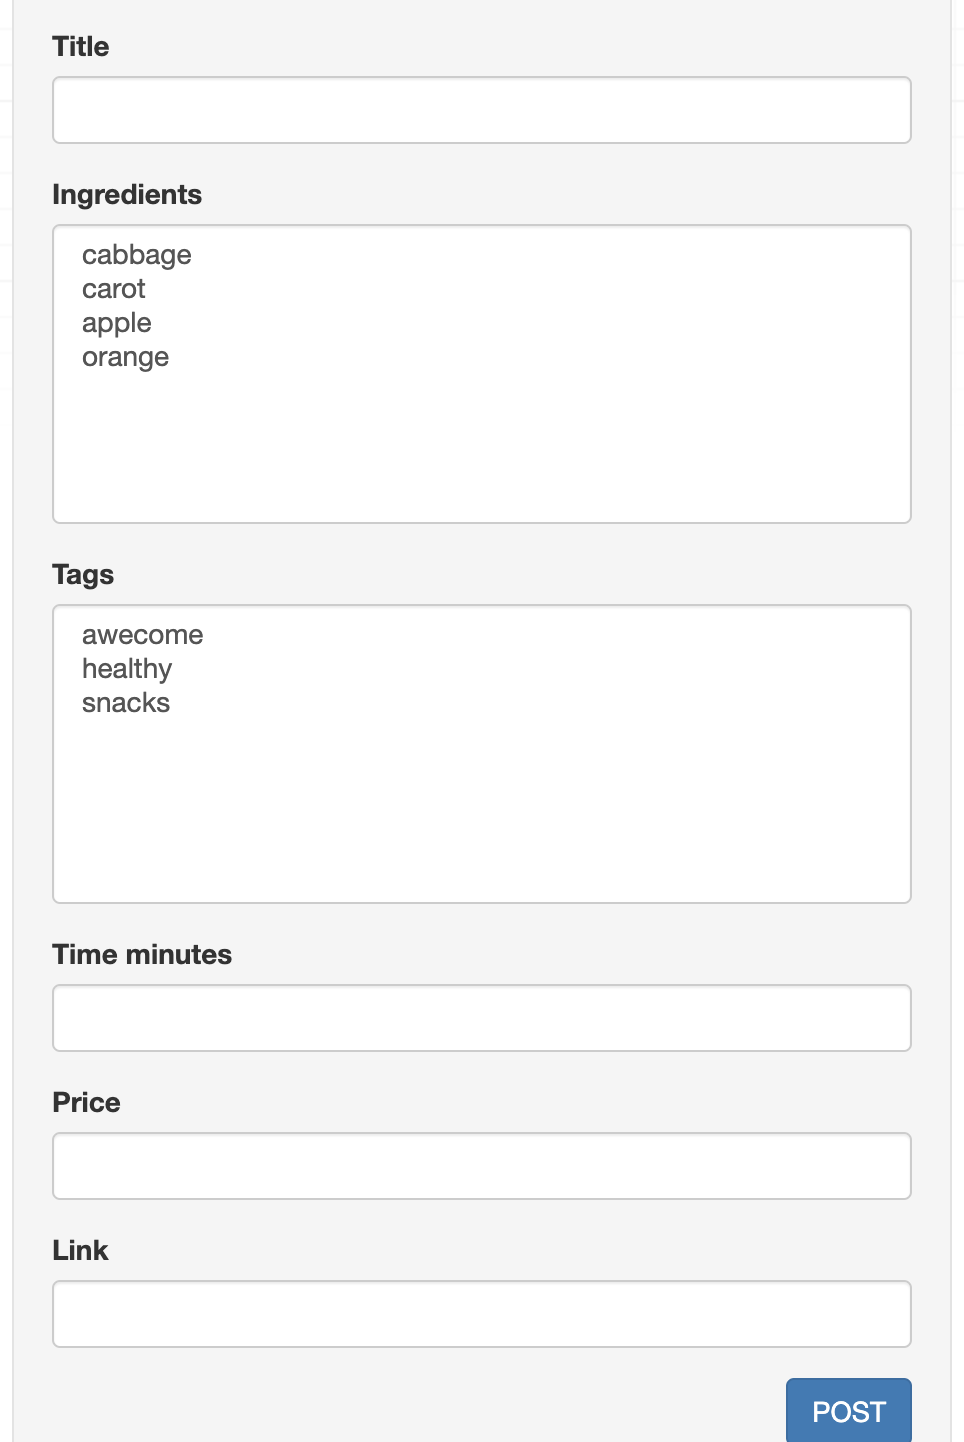 Title
Ingredients
cabbage
carot
apple
orange
Tags
awecome
healthy
snacks
Time minutes
Price
Link
POST